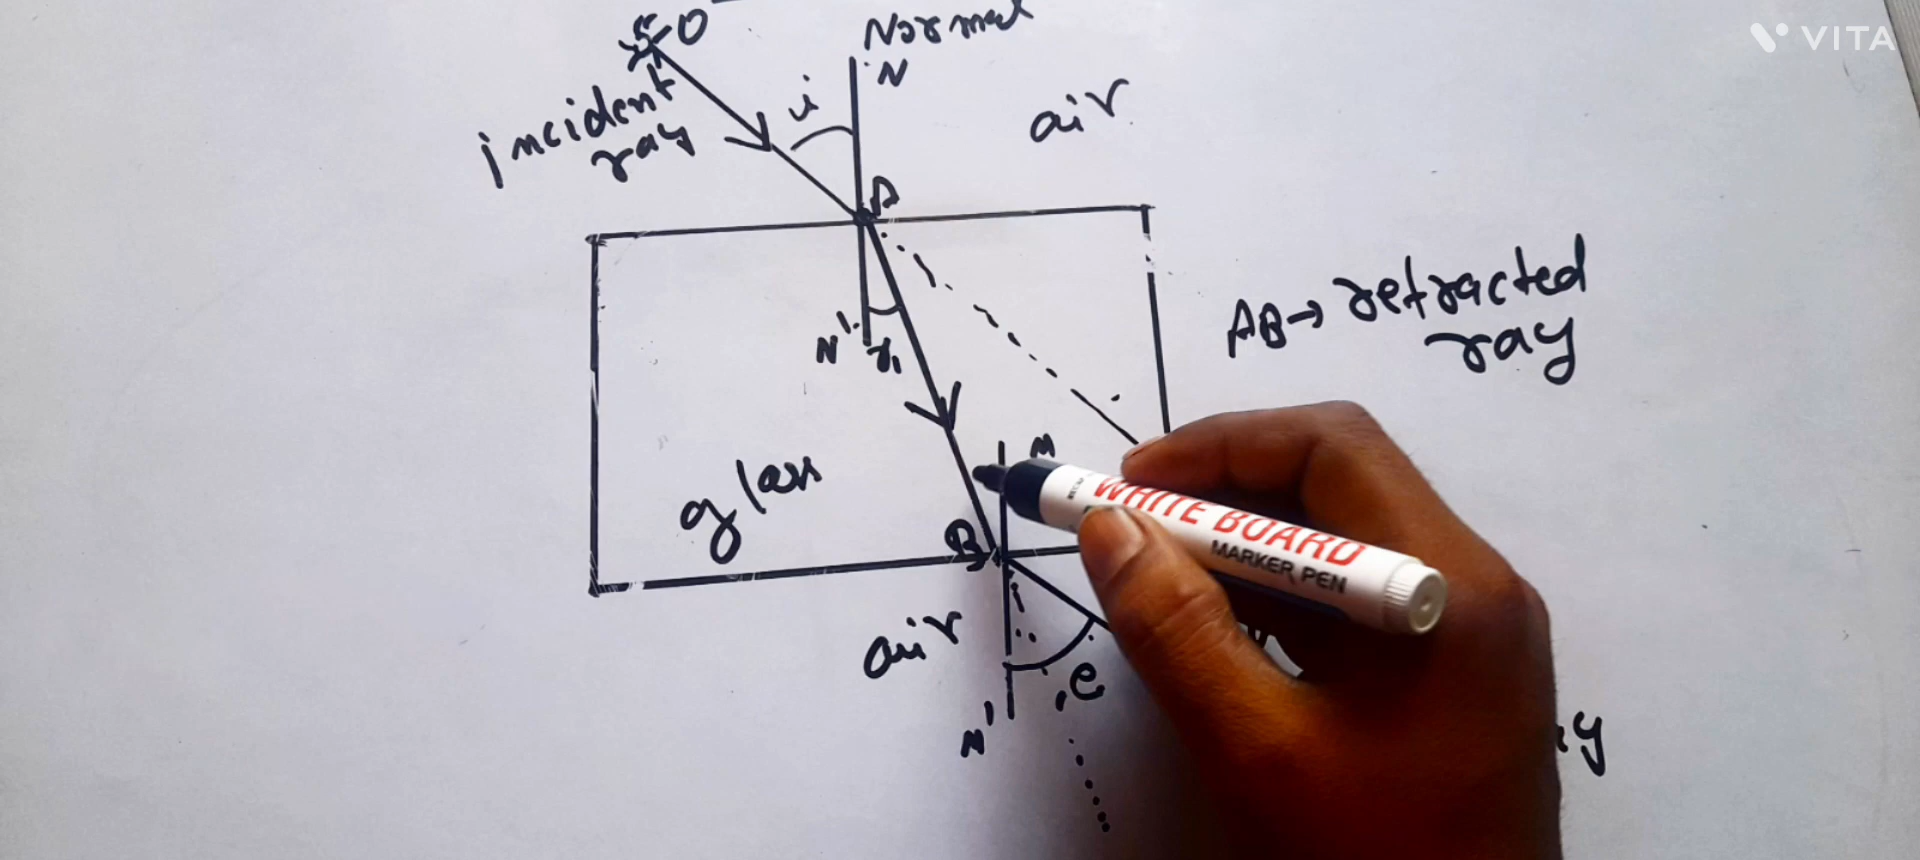 O
Normal
N
VITA
i
air
incident
ray
A
AB→ refracted
ray
N'
r₁
glass
M
WHITE BOARD
MARKER PEN
B
air
e
N'